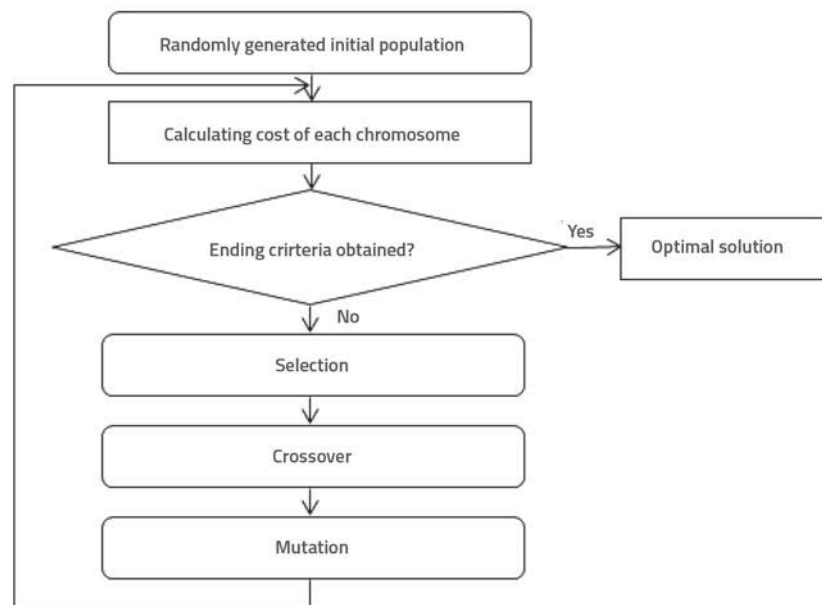 Randomly generated initial population
Calculating cost of each chromosome
Ending crirteria obtained?
Yes
Optimal solution
No
Selection
Crossover
Mutation